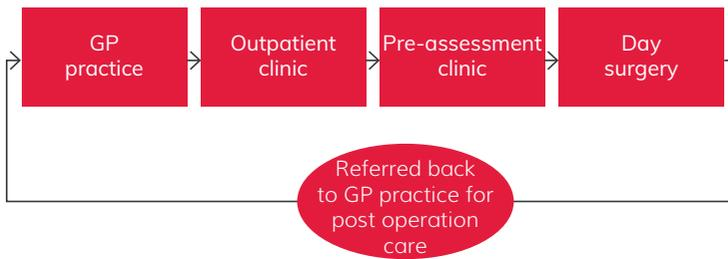 GP
practice
Outpatient
clinic
Pre-assessment
clinic
Day
surgery
Referred back
to GP practice for
post operation
care